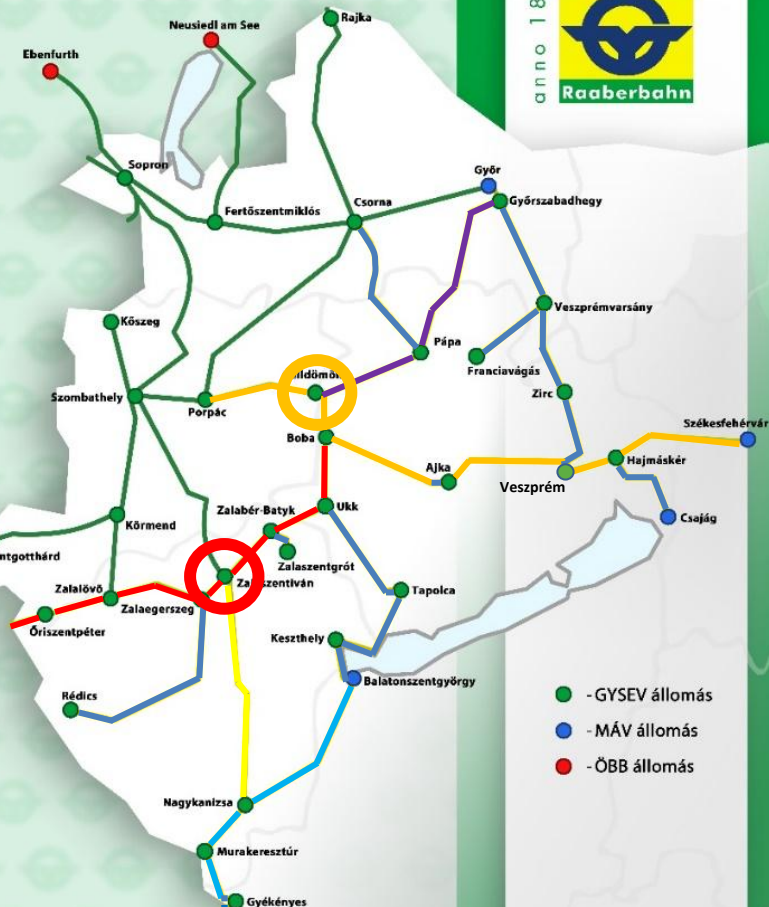 anno 18
Raaberbahn
Rajka
Neusiedl am See
Ebenfurth
Sopron
Győr
Fertőszentmiklós
Csorna
Győrszabadhegy
Kőszeg
Veszprémvarsány
Pápa
Franciavágás
Szombathely
Porpác
Zirc
Székesfehérvár
Boba
Ajka
Hajmáskér
Veszprém
Zalabér-Batyk
Ukk
Csajág
Körmend
Zalaszentgrót
ntgotthárd
Zalalövő
Zalaegerszeg
Tapolca
Őriszentpéter
Keszthely
Balatonszentgyörgy
Rédics
-GYSEV állomás
-MÁV állomás
-ÖBB állomás
Nagykanizsa
Murakeresztúr
Gyékényes